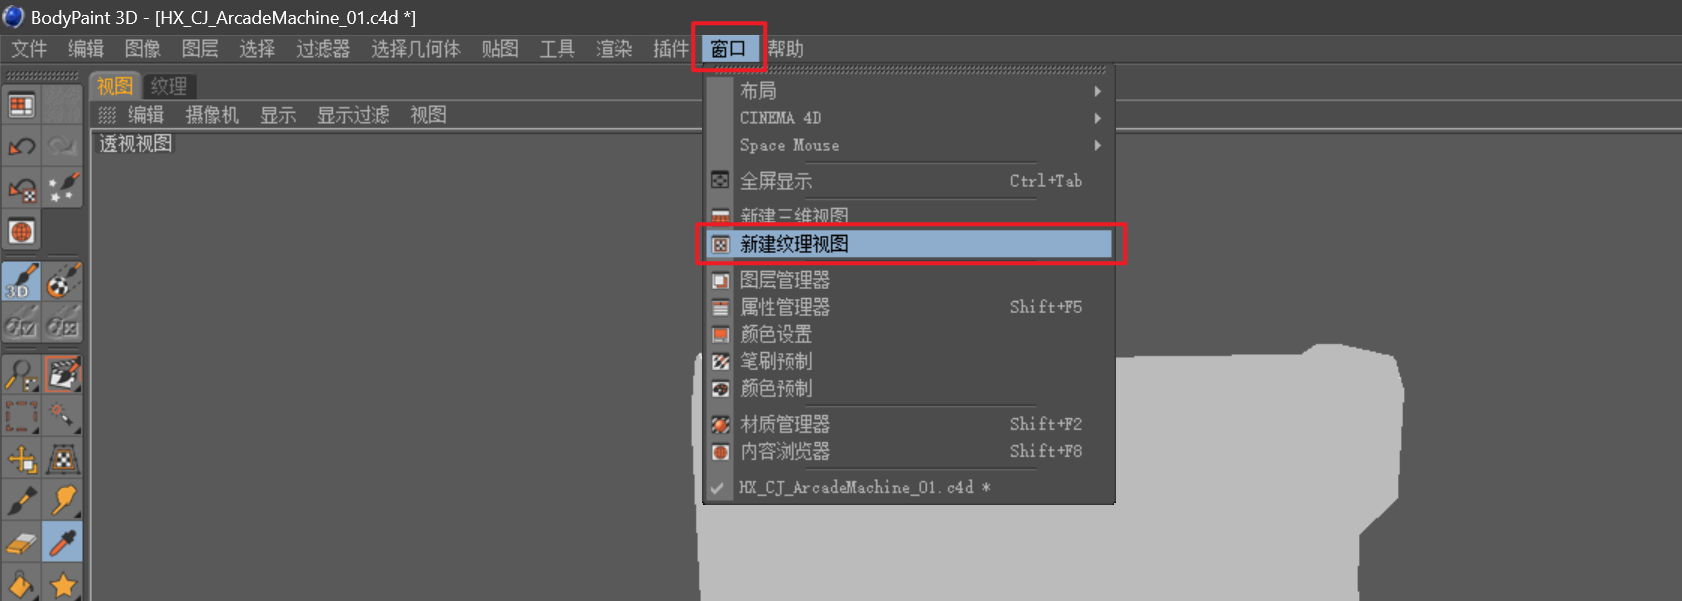 BodyPaint 3D - [HX_CJ_ArcadeMachine_01.c4d *]
文件 编辑 图像 图层 选择 过滤器 选择几何体 贴图 工具 渲染 插件 窗口 帮助
视图 纹理
编辑 摄像机 显示 显示过滤 视图
透视视图
布局
CINEMA 4D
Space Mouse
全屏显示 Ctrl+Tab
新建三维视图
新建纹理视图
图层管理器
属性管理器 Shift+F5
颜色设置
笔刷预制
颜色预制
材质管理器 Shift+F2
内容浏览器 Shift+F8
HX_CJ_ArcadeMachine_01.c4d *
3D